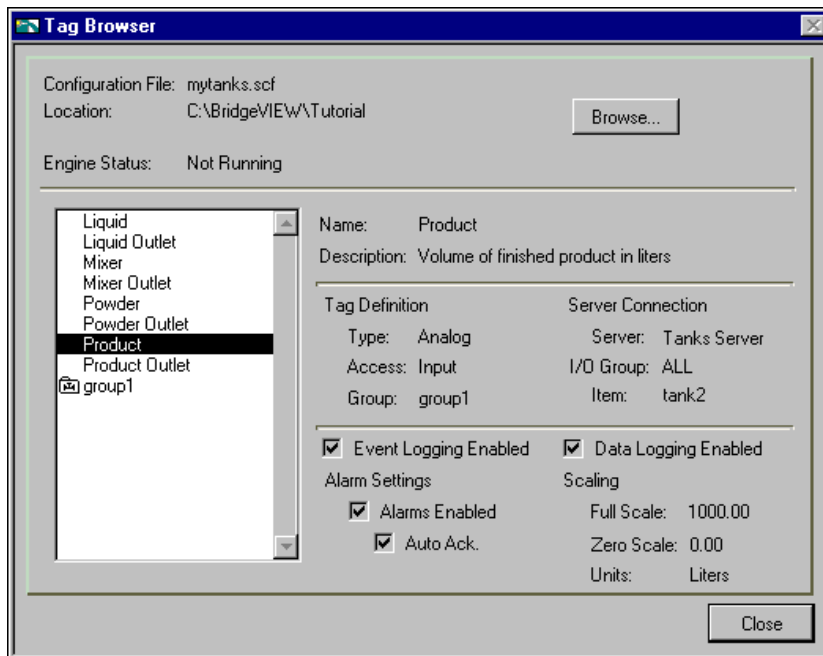 Tag Browser
Configuration File: mytanks.scf
Location: C:\BridgeVIEW\Tutorial
Browse...
Engine Status: Not Running
Liquid
Liquid Outlet
Mixer
Mixer Outlet
Powder
Powder Outlet
Product
Product Outlet
group1
Name: Product
Description: Volume of finished product in liters
Tag Definition
Type: Analog
Access: Input
Group: group1
Server Connection
Server: Tanks Server
I/O Group: ALL
Item: tank2
Event Logging Enabled
Data Logging Enabled
Alarm Settings
Alarms Enabled
Auto Ack.
Scaling
Full Scale: 1000.00
Zero Scale: 0.00
Units: Liters
Close